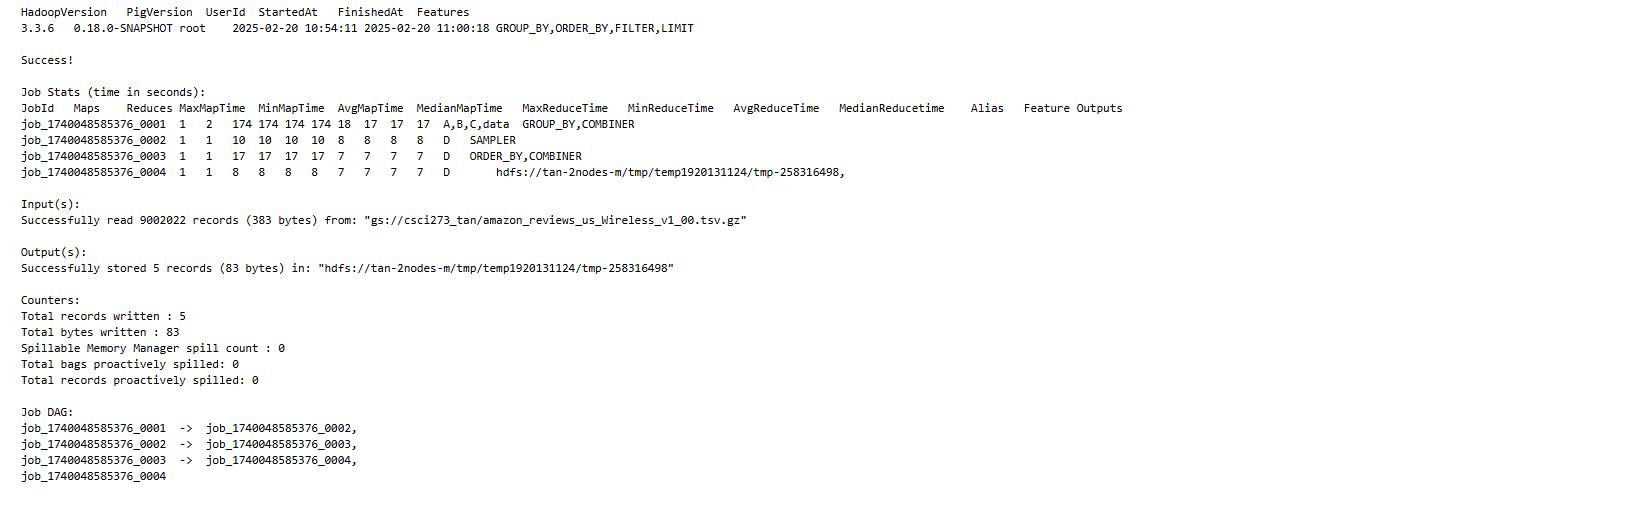 HadoopVersion PigVersion UserId StartedAt FinishedAt Features
3.3.6 0.18.0-SNAPSHOT root 2025-02-20 10:54:11 2025-02-20 11:00:18 GROUP_BY,ORDER_BY,FILTER,LIMIT
Success!
Job Stats (time in seconds):
JobId Maps Reduces MaxMapTime MinMapTime AvgMapTime MedianMapTime MaxReduceTime MinReduceTime AvgReduceTime MedianReducetime Alias Feature Outputs
job_1740048585376_0001 1 2 174 174 174 174 18 17 17 17 A,B,C,data GROUP_BY,COMBINER
job_1740048585376_0002 1 1 10 10 10 10 8 8 8 8 D SAMPLER
job_1740048585376_0003 1 1 17 17 17 17 7 7 7 7 D ORDER_BY,COMBINER
job_1740048585376_0004 1 1 8 8 8 8 7 7 7 7 D hdfs://tan-2nodes-m/tmp/temp1920131124/tmp-258316498,
Input(s):
Successfully read 9002022 records (383 bytes) from: "gs://csci273_tan/amazon_reviews_us_Wireless_v1_00.tsv.gz"
Output(s):
Successfully stored 5 records (83 bytes) in: "hdfs://tan-2nodes-m/tmp/temp1920131124/tmp-258316498"
Counters:
Total records written : 5
Total bytes written : 83
Spillable Memory Manager spill count : 0
Total bags proactively spilled: 0
Total records proactively spilled: 0
Job DAG:
job_1740048585376_0001 -> job_1740048585376_0002,
job_1740048585376_0002 -> job_1740048585376_0003,
job_1740048585376_0003 -> job_1740048585376_0004,
job_1740048585376_0004